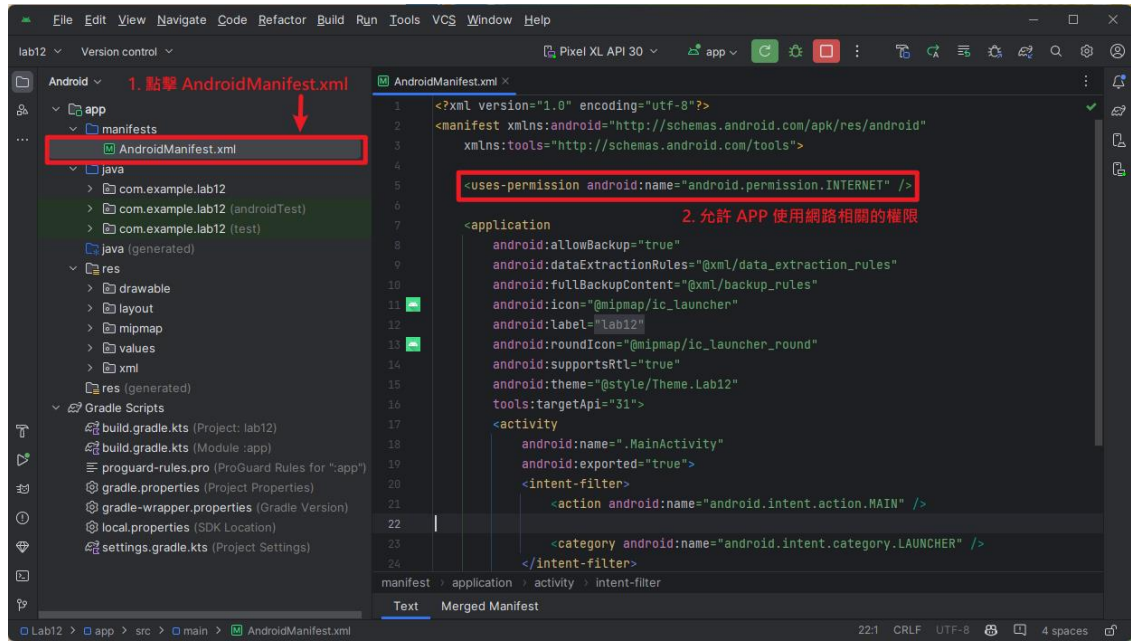 File Edit View Navigate Code Refactor Build Run Tools VCS Window Help
lab12 Version control Pixel XL API 30 app
Android
1. 點擊 AndroidManifest.xml
app
manifests
AndroidManifest.xml
java
com.example.lab12
com.example.lab12 (androidTest)
com.example.lab12 (test)
java (generated)
res
drawable
layout
mipmap
values
xml
res (generated)
Gradle Scripts
build.gradle.kts (Project: lab12)
build.gradle.kts (Module :app)
proguard-rules.pro (ProGuard Rules for ":app")
gradle.properties (Project Properties)
gradle-wrapper.properties (Gradle Version)
local.properties (SDK Location)
settings.gradle.kts (Project Settings)
AndroidManifest.xml
1 <?xml version="1.0" encoding="utf-8"?>
2 <manifest xmlns:android="http://schemas.android.com/apk/res/android"
3 xmlns:tools="http://schemas.android.com/tools">
4
5 <uses-permission android:name="android.permission.INTERNET" />
6
2. 允許 APP 使用網路相關的權限
7 <application
8 android:allowBackup="true"
9 android:dataExtractionRules="@xml/data_extraction_rules"
10 android:fullBackupContent="@xml/backup_rules"
11 android:icon="@mipmap/ic_launcher"
12 android:label="lab12"
13 android:roundIcon="@mipmap/ic_launcher_round"
14 android:supportsRtl="true"
15 android:theme="@style/Theme.Lab12"
16 tools:targetApi="31">
17 <activity
18 android:name=".MainActivity"
19 android:exported="true">
20 <intent-filter>
21 <action android:name="android.intent.action.MAIN" />
22
23 <category android:name="android.intent.category.LAUNCHER" />
24 </intent-filter>
manifest › application › activity › intent-filter
Text Merged Manifest
Lab12 > app > src > main > AndroidManifest.xml 22:1 CRLF UTF-8 4 spaces